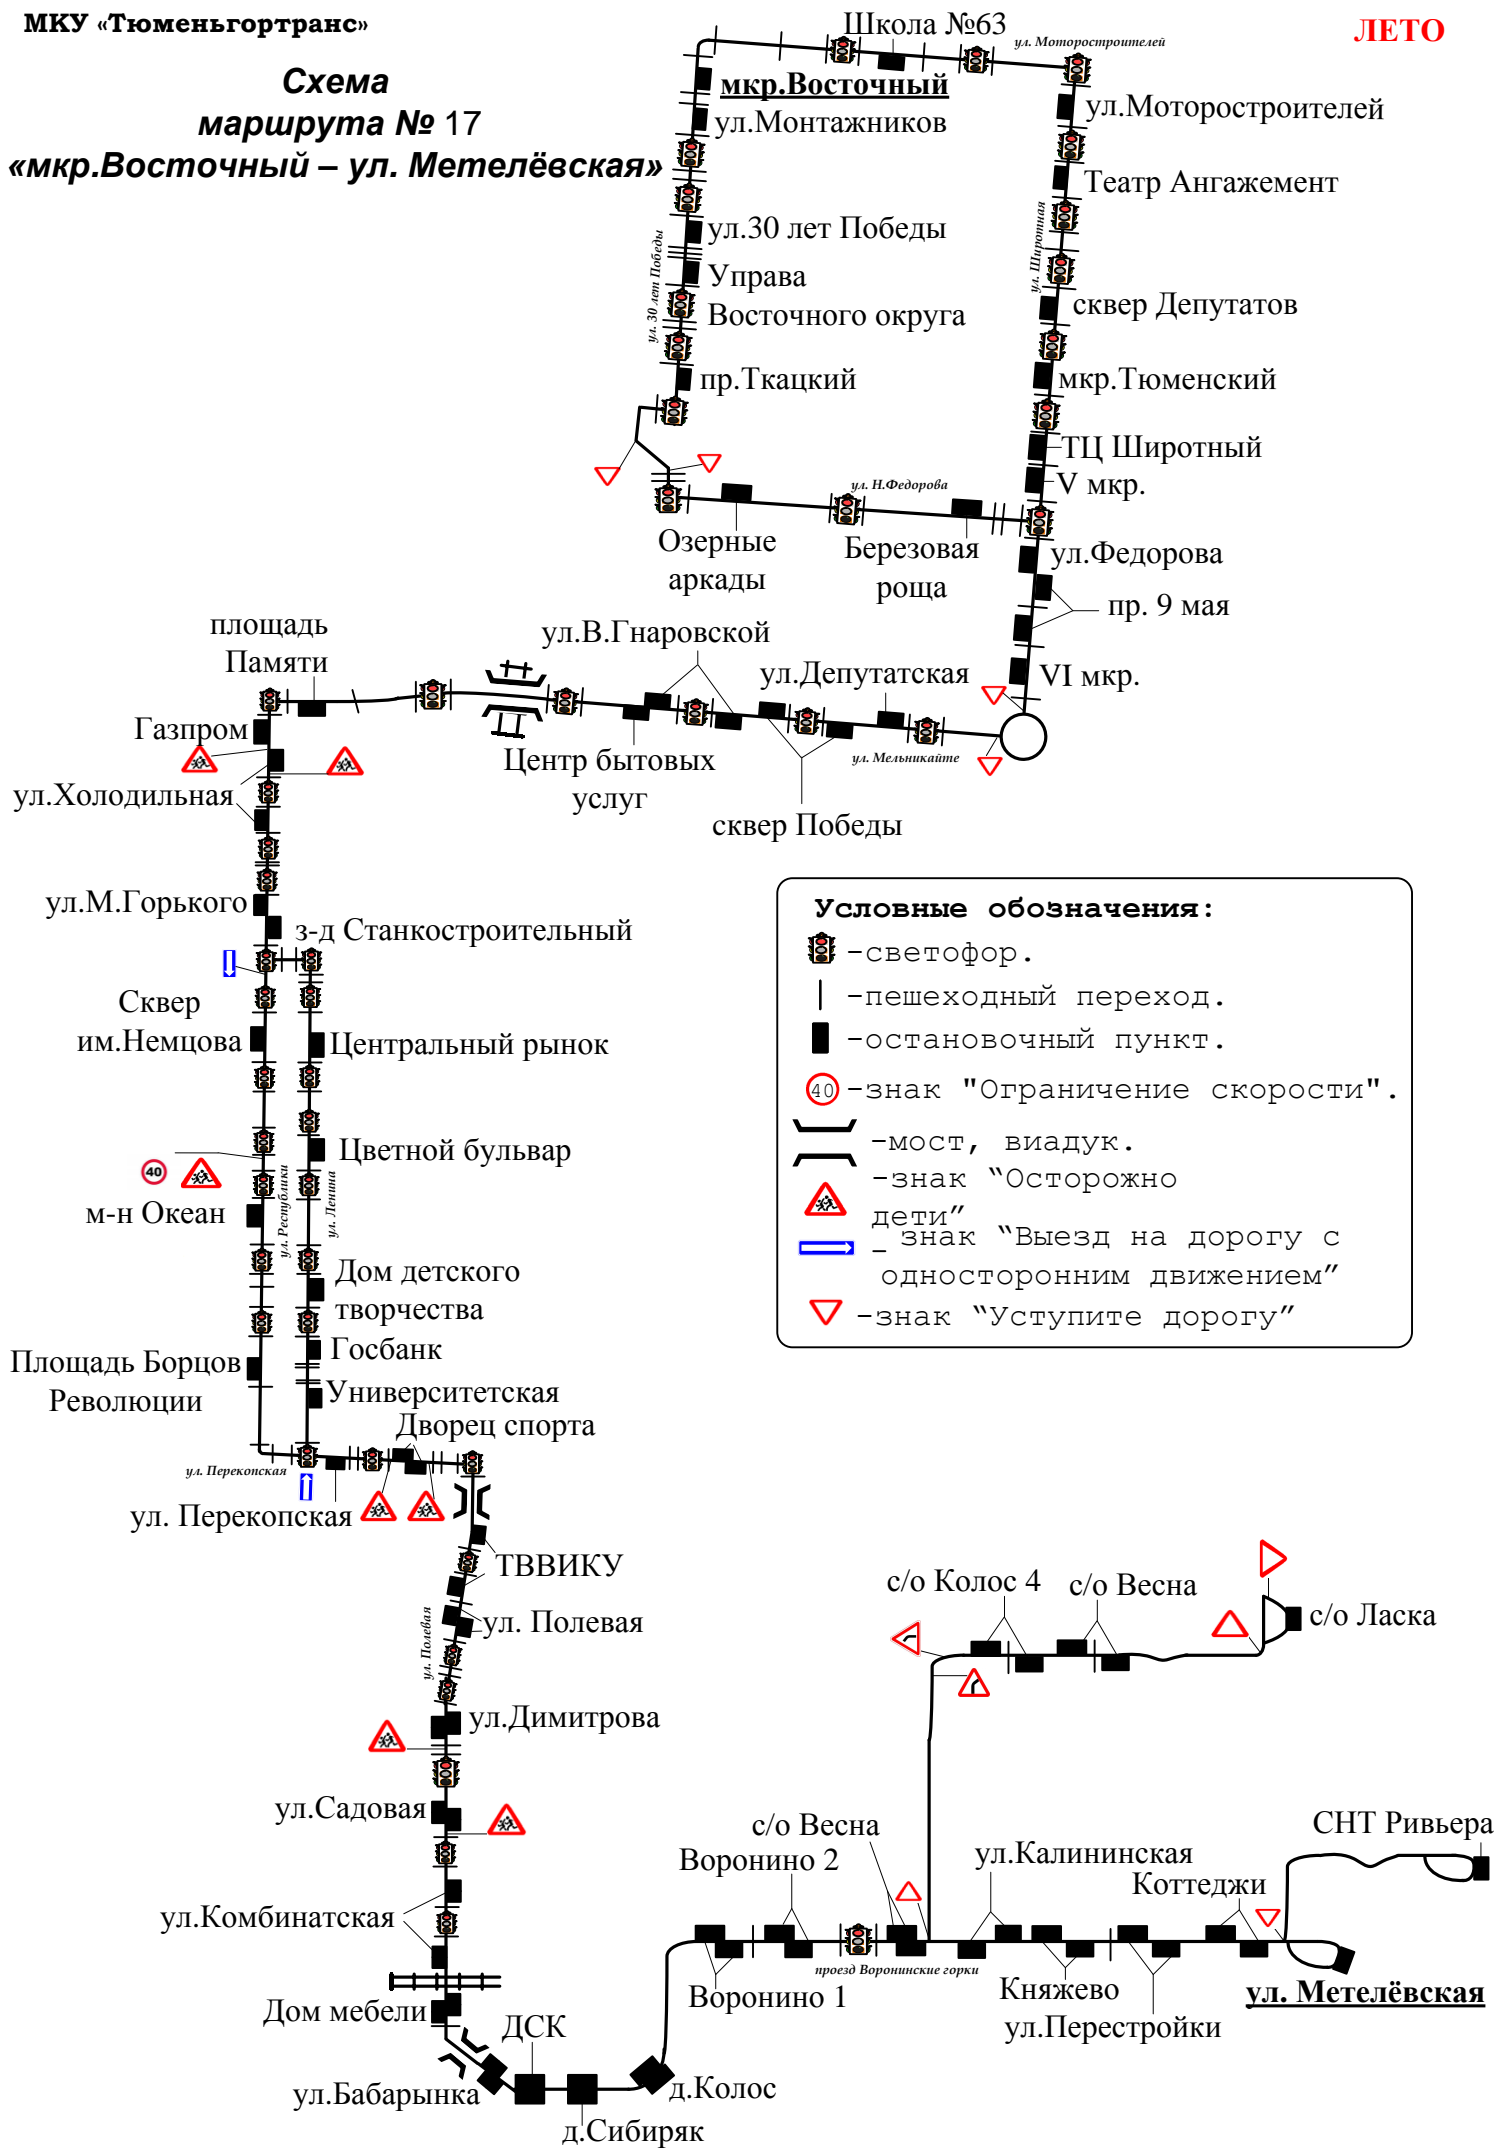 МКУ «Тюменьгортранс»
ЛЕТО
Схема
маршрута № 17
«мкр.Восточный – ул. Метелёвская»
Школа №63
ул. Моторостроителей
мкр.Восточный
ул.Монтажников
ул.Моторостроителей
Театр Ангажемент
ул. Широтная
ул.30 лет Победы
ул. 30 лет Победы
Управа
Восточного округа
сквер Депутатов
пр.Ткацкий
мкр.Тюменский
ТЦ Широтный
V мкр.
ул. Н.Федорова
Озерные
аркады
Березовая
роща
ул.Федорова
пр. 9 мая
VI мкр.
площадь
Памяти
ул.В.Гнаровской
ул.Депутатская
Газпром
Центр бытовых
услуг
ул. Мельникайте
сквер Победы
ул.Холодильная
ул.М.Горького
з-д Станкостроительный
Сквер
им.Немцова
Центральный рынок
Цветной бульвар
40
м-н Океан
ул. Республики
ул. Ленина
Дом детского
творчества
Госбанк
Площадь Борцов
Революции
Университетская
Дворец спорта
ул. Перекопская
ул. Перекопская
Условные обозначения:
-светофор.
-пешеходный переход.
-остановочный пункт.
40 -знак "Ограничение скорости".
-мост, виадук.
-знак “Осторожно
дети”
- знак “Выезд на дорогу с
односторонним движением”
-знак “Уступите дорогу”
ТВВИКУ
ул. Полевая
ул. Полевая
ул.Димитрова
ул.Садовая
ул.Комбинатская
Дом мебели
ул.Бабарынка
ДСК
д.Сибиряк
д.Колос
с/о Колос 4
с/о Весна
с/о Ласка
с/о Весна
Воронино 2
Воронино 1
проезд Воронинские горки
ул.Калининская
Княжево
ул.Перестройки
Коттеджи
СНТ Ривьера
ул. Метелёвская